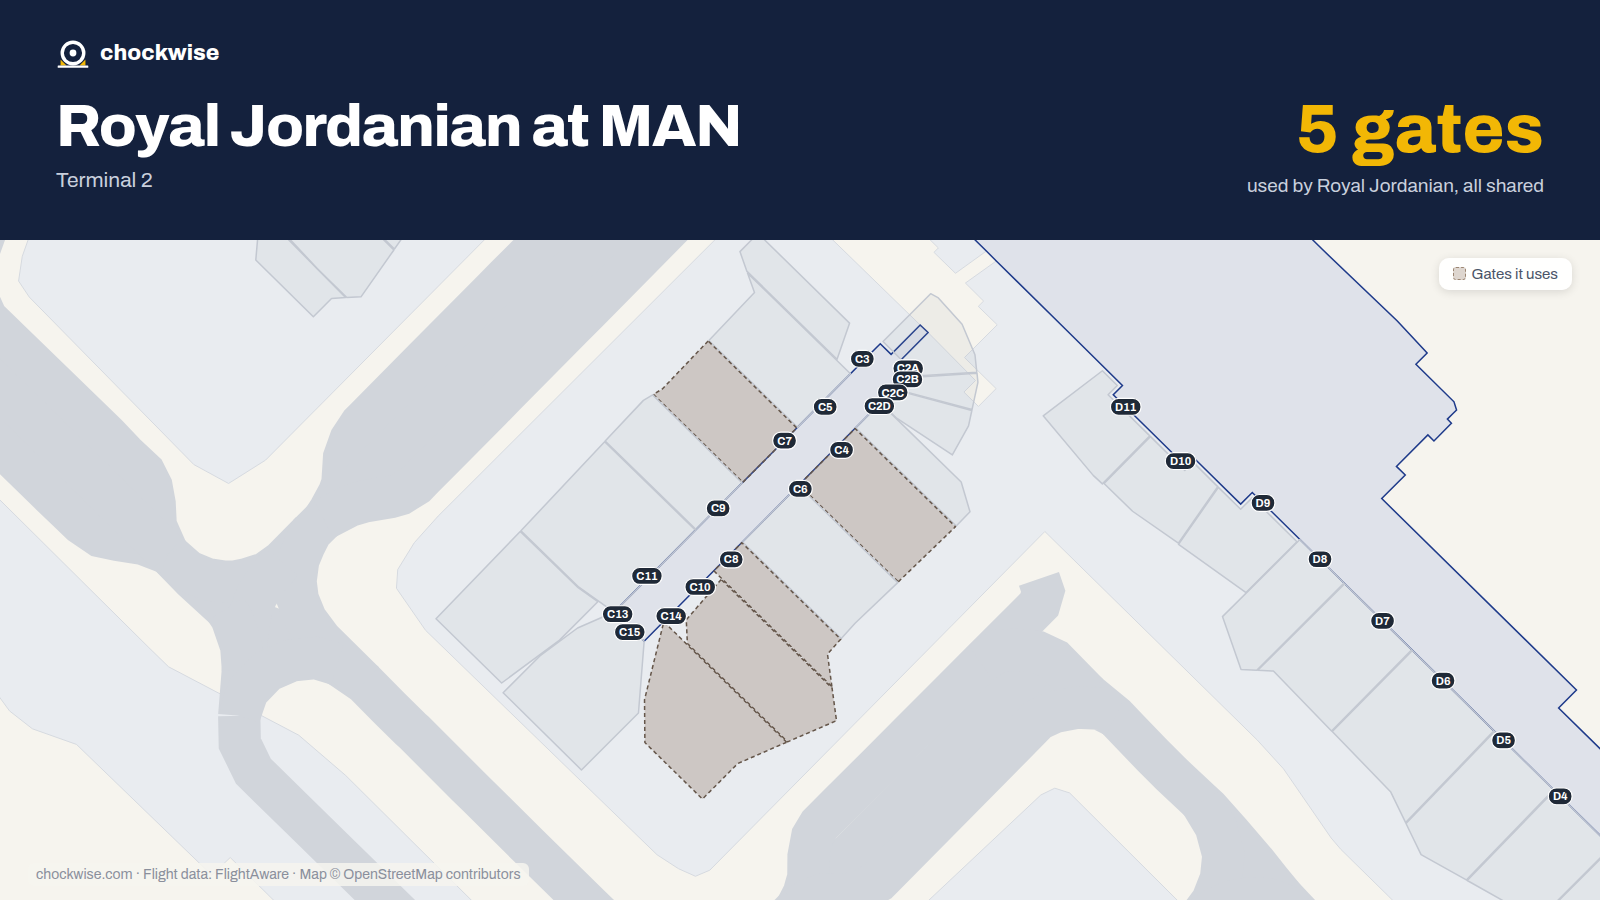 chockwise
Royal Jordanian at MAN
Terminal 2
5 gates
used by Royal Jordanian, all shared
Gates it uses
C3
C2A
C2B
C2C
C2D
C5
C7
C4
C6
C9
C8
C11
C10
C13
C14
C15
D11
D10
D9
D8
D7
D6
D5
D4
chockwise.com · Flight data: FlightAware · Map © OpenStreetMap contributors